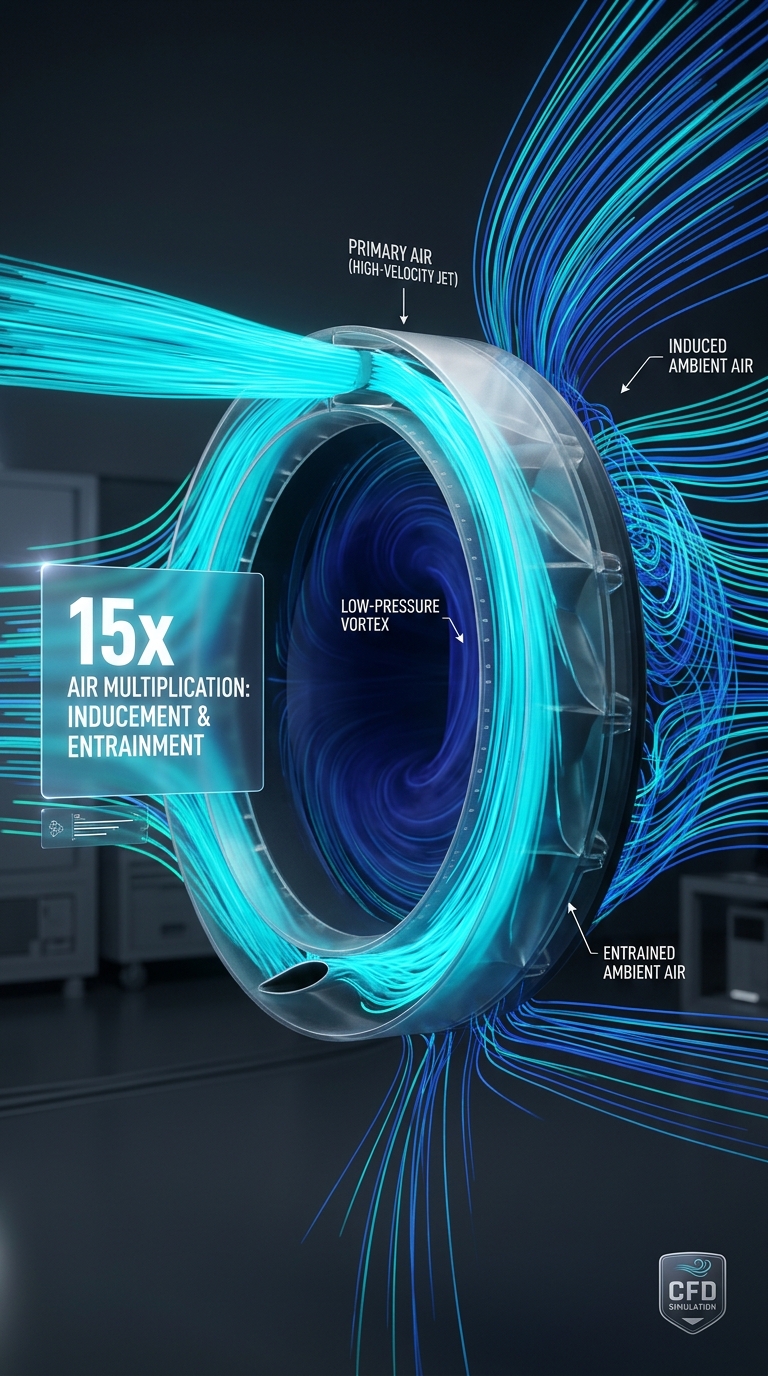 PRIMARY AIR
(HIGH-VELOCITY JET)
INDUCED
AMBIENT AIR
LOW-PRESSURE
VORTEX
15x
AIR MULTIPLICATION:
INDUCEMENT &
ENTRAINMENT
ENTRAINED
AMBIENT AIR
CFD
SIMULATION